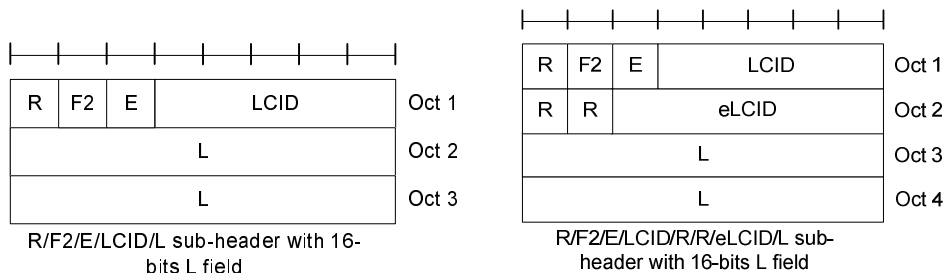 R F2 E LCID Oct 1
L Oct 2
L Oct 3
R/F2/E/LCID/L sub-header with 16-
bits L field
R F2 E LCID Oct 1
R R eLCID Oct 2
L Oct 3
L Oct 4
R/F2/E/LCID/R/R/eLCID/L sub-
header with 16-bits L field